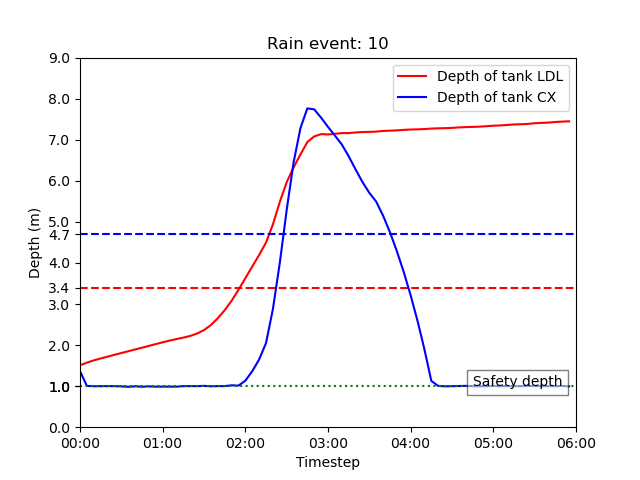 Rain event: 10
9.0
8.0
7.0
6.0
5.0
4.7
4.0
3.4
3.0
2.0
1.0
1.0
0.0
Depth (m)
Depth of tank LDL
Depth of tank CX
Safety depth
00:00 01:00 02:00 03:00 04:00 05:00 06:00
Timestep